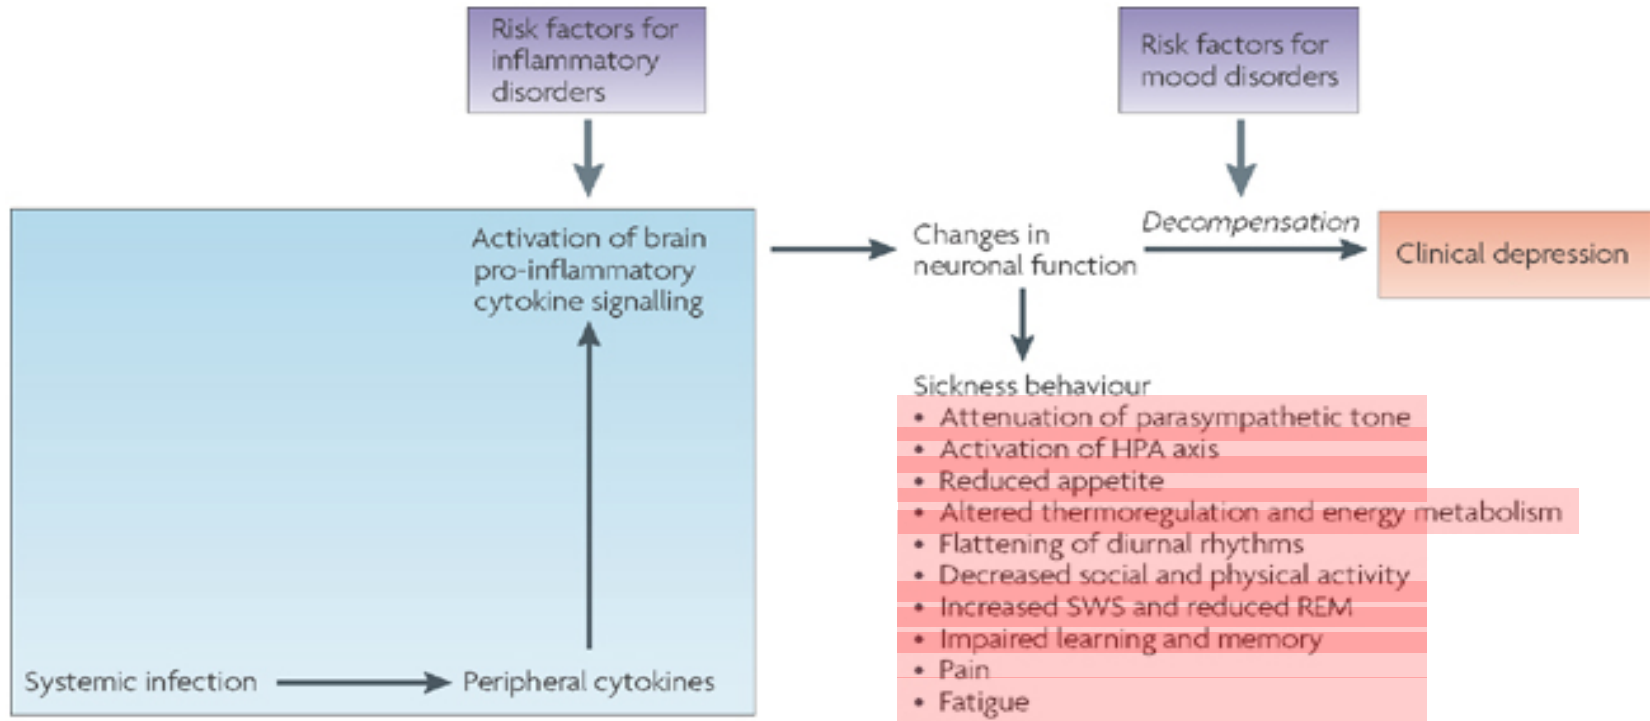 Risk factors for
inflammatory
disorders
Risk factors for
mood disorders
Activation of brain
pro-inflammatory
cytokine signalling
Changes in
neuronal function
Decompensation
Clinical depression
Sickness behaviour
• Attenuation of parasympathetic tone
• Activation of HPA axis
• Reduced appetite
• Altered thermoregulation and energy metabolism
• Flattening of diurnal rhythms
• Decreased social and physical activity
• Increased SWS and reduced REM
• Impaired learning and memory
• Pain
• Fatigue
Systemic infection
Peripheral cytokines